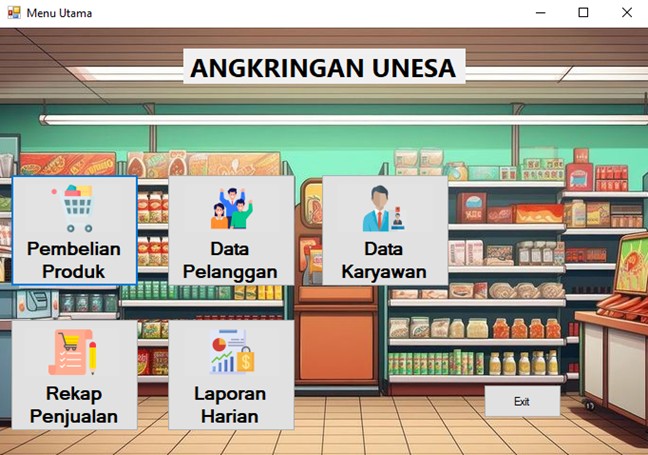 Menu Utama
ANGKRINGAN UNESA
Pembelian
Produk
Data
Pelanggan
Data
Karyawan
Rekap
Penjualan
Laporan
Harian
Exit